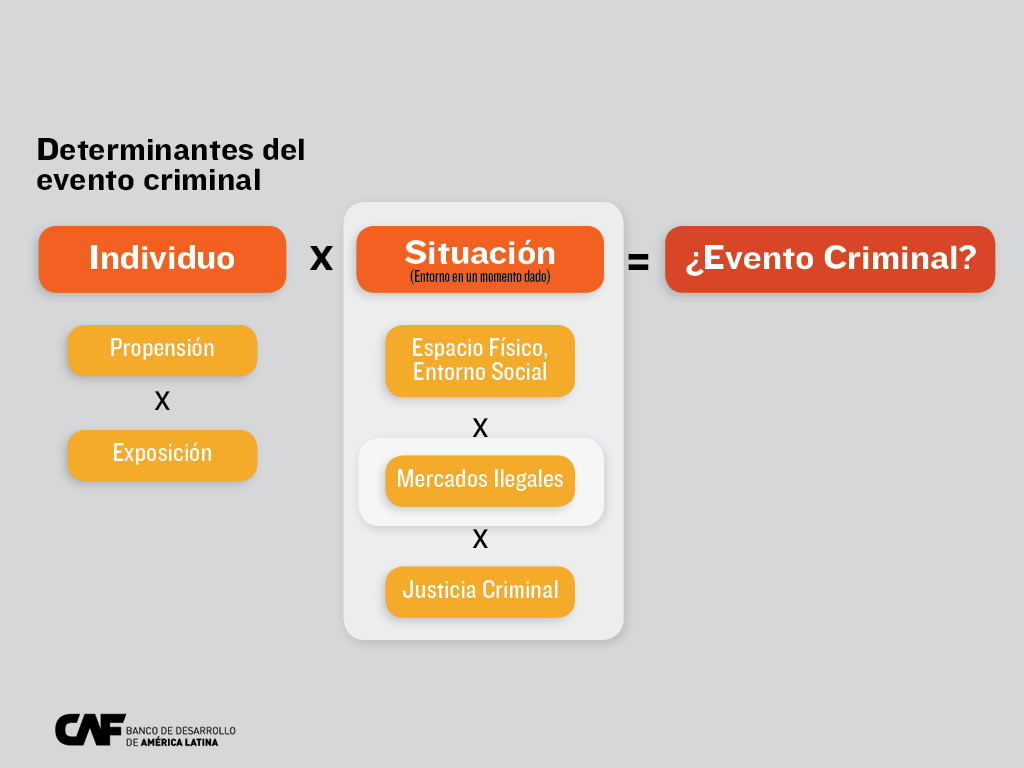 Determinantes del
evento criminal
Individuo
X
Situación
(Entorno en un momento dado)
=
¿Evento Criminal?
Propensión
X
Exposición
Espacio Físico,
Entorno Social
X
Mercados Ilegales
X
Justicia Criminal
CAF BANCO DE DESARROLLO
DE AMÉRICA LATINA